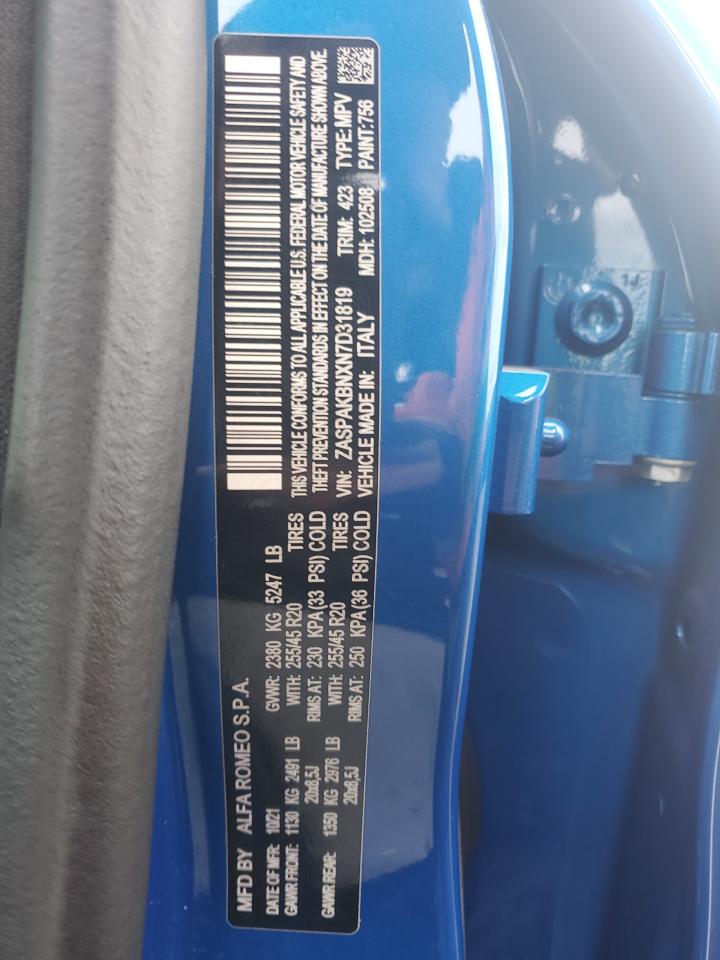 MFD BY ALFA ROMEO S.P.A.
DATE OF MFR: 10/21 GVWR: 2380 KG 5247 LB
GAWR FRONT: 1130 KG 2491 LB WITH: 255/45 R20 TIRES
20x8,5J RIMS AT: 230 KPA(33 PSI) COLD
GAWR REAR: 1350 KG 2976 LB WITH: 255/45 R20 TIRES
20x8,5J RIMS AT: 250 KPA(36 PSI) COLD
THIS VEHICLE CONFORMS TO ALL APPLICABLE U.S. FEDERAL MOTOR VEHICLE SAFETY AND
THEFT PREVENTION STANDARDS IN EFFECT ON THE DATE OF MANUFACTURE SHOWN ABOVE.
VIN: ZASPAKBNXN7D31819 TRIM: 423 TYPE: MPV
VEHICLE MADE IN: ITALY MDH: 102508 PAINT: 756